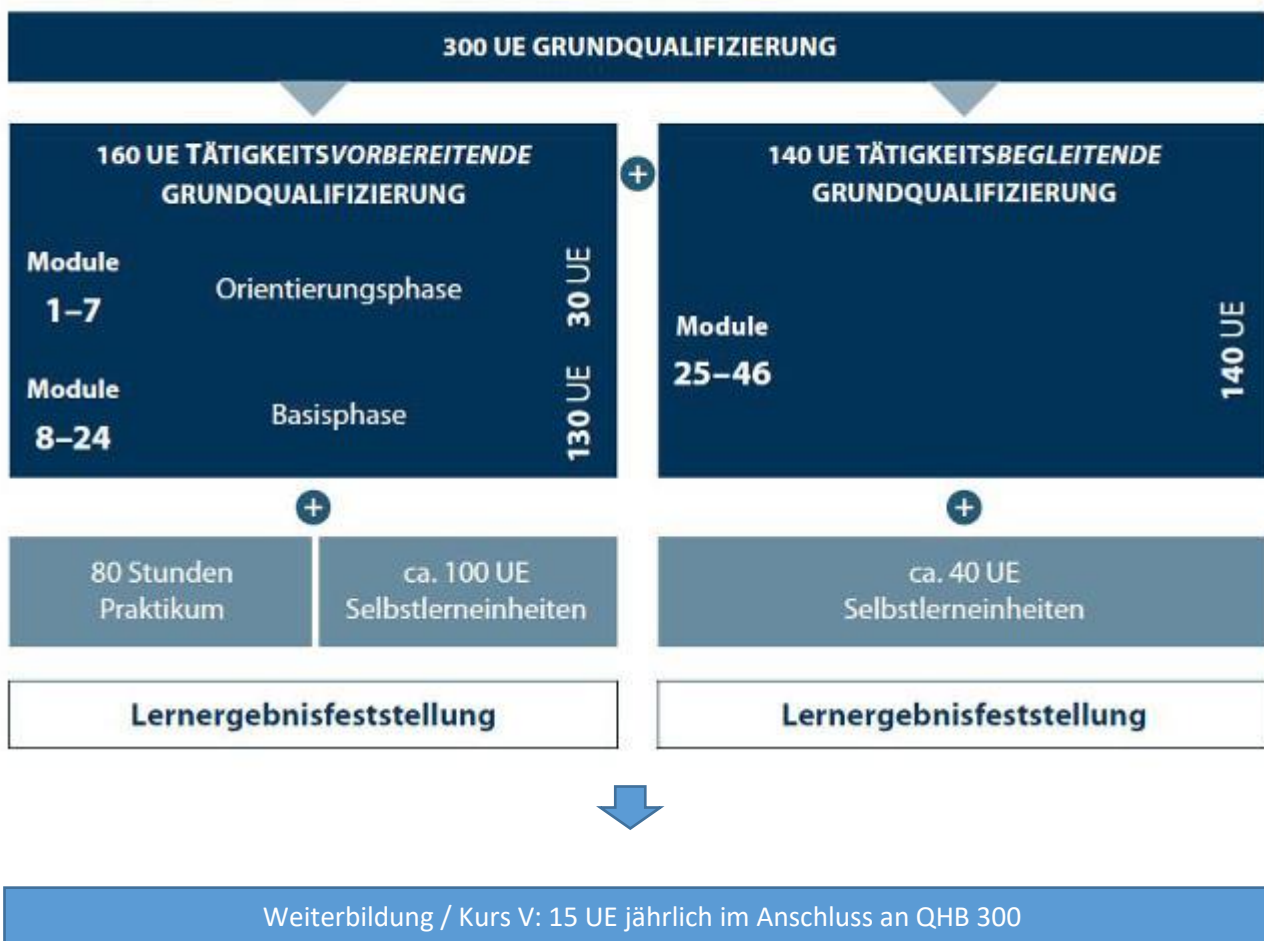 300 UE GRUNDQUALIFIZIERUNG
160 UE TÄTIGKEITSVORBEREITENDE
GRUNDQUALIFIZIERUNG
Module
1–7
Orientierungsphase
30 UE
Module
8–24
Basisphase
130 UE
+
140 UE TÄTIGKEITSBEGLEITENDE
GRUNDQUALIFIZIERUNG
Module
25–46
140 UE
+
80 Stunden
Praktikum
ca. 100 UE
Selbstlerneinheiten
+
ca. 40 UE
Selbstlerneinheiten
Lernergebnisfeststellung
Lernergebnisfeststellung
Weiterbildung / Kurs V: 15 UE jährlich im Anschluss an QHB 300